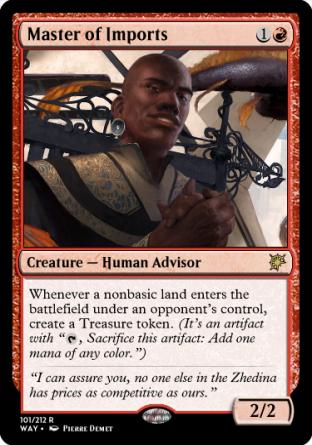 Master of Imports 1
Creature — Human Advisor
Whenever a nonbasic land enters the
battlefield under an opponent's control,
create a Treasure token. (It's an artifact
with “, Sacrifice this artifact: Add one
mana of any color.”)
“I can assure you, no one else in the Zhedina
has prices as competitive as ours.”
2/2
101/212 R
WAY • Pierre Demet